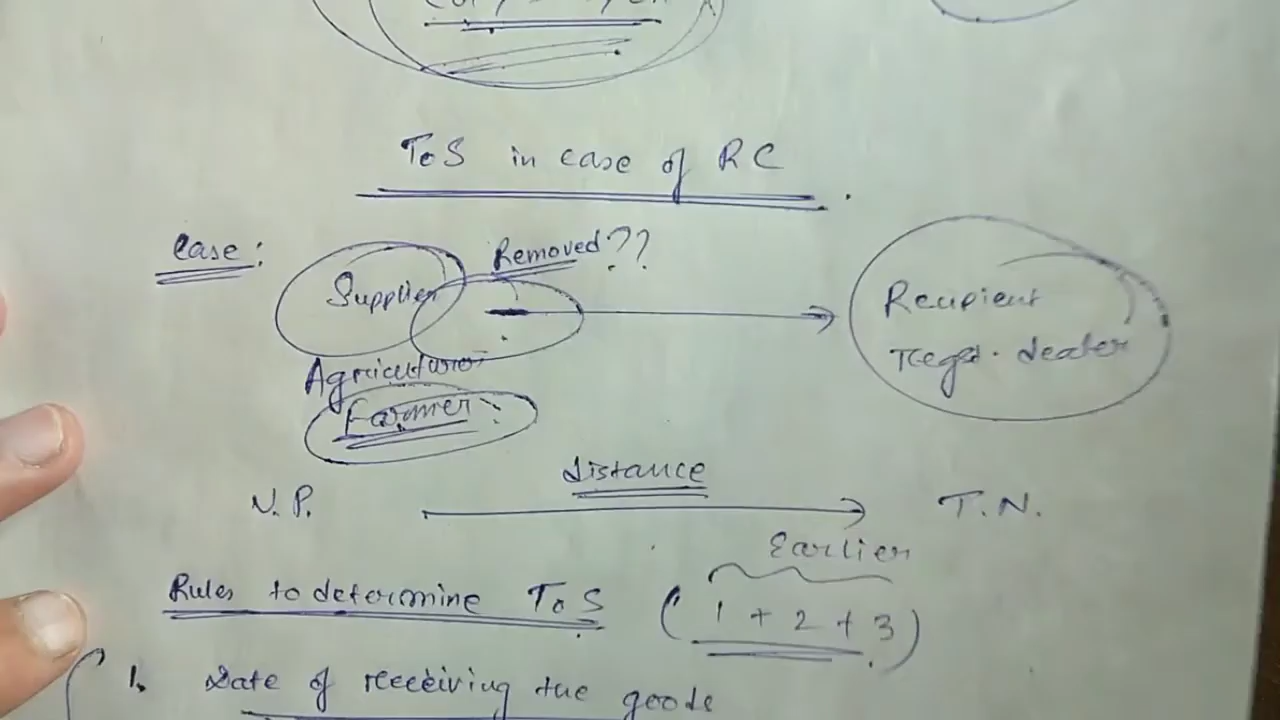 ToS in case of RC
Case: Supplier Removed?? Recipient
Regd. dealer
Agriculturo
Farmer
distance
N.P. T.N.
Earlier
Rules to determine ToS (1 + 2 + 3)
1. Date of receiving the goods